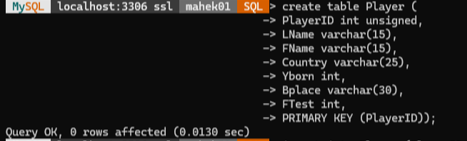 MySQL localhost:3306 ssl mahek01 SQL > create table Player (
-> PlayerID int unsigned,
-> LName varchar(15),
-> FName varchar(15),
-> Country varchar(25),
-> Yborn int,
-> Bplace varchar(30),
-> FTest int,
-> PRIMARY KEY (PlayerID));
Query OK, 0 rows affected (0.0130 sec)